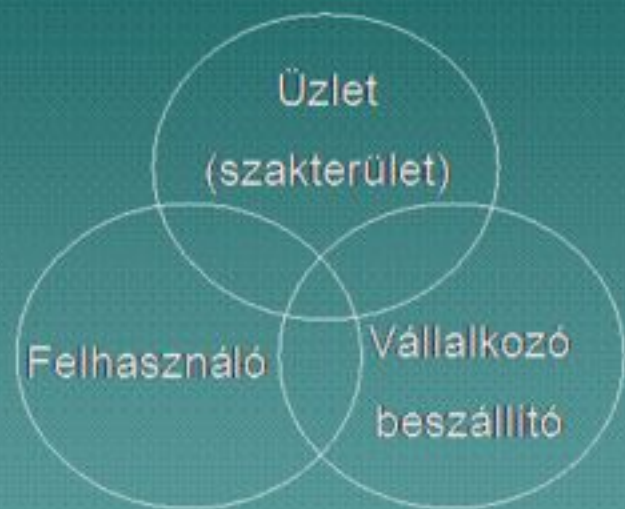 Üzlet
(szakterület)
Felhasználó
Vállalkozó
beszállító